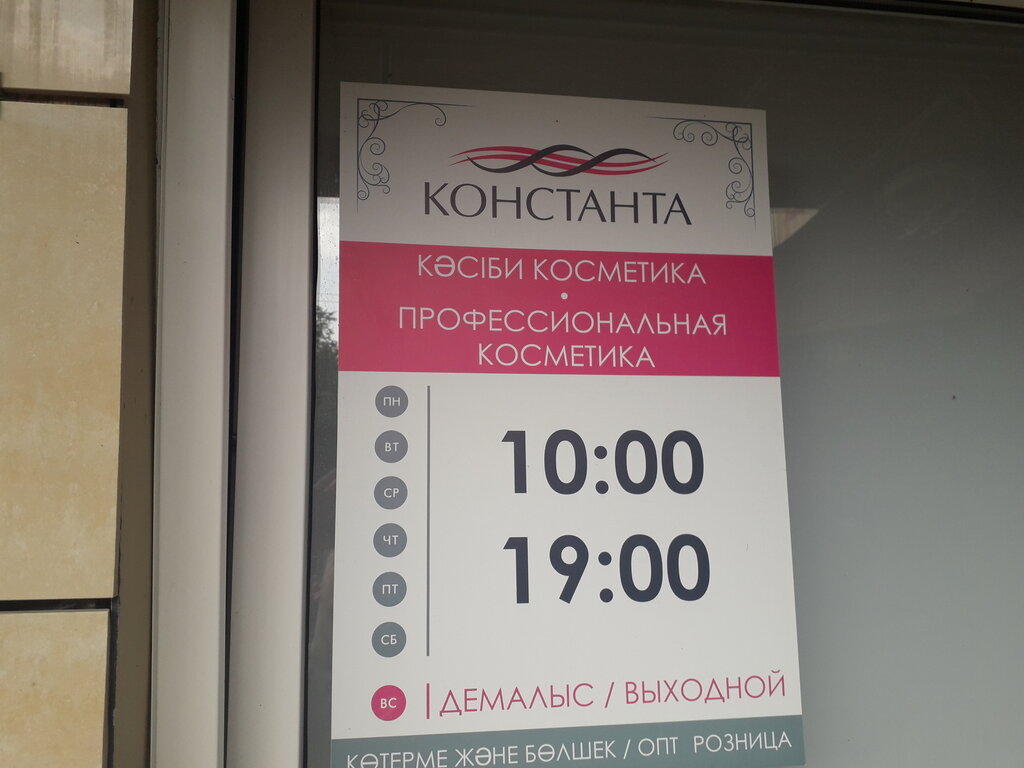 КОНСТАНТА
КӘСІБИ КОСМЕТИКА
•
ПРОФЕССИОНАЛЬНАЯ
КОСМЕТИКА
ПН
ВТ
10:00
СР
ЧТ
19:00
ПТ
СБ
ВС ДЕМАЛЫС / ВЫХОДНОЙ
КӨТЕРМЕ ЖӘНЕ БӨЛШЕК / ОПТ РОЗНИЦА